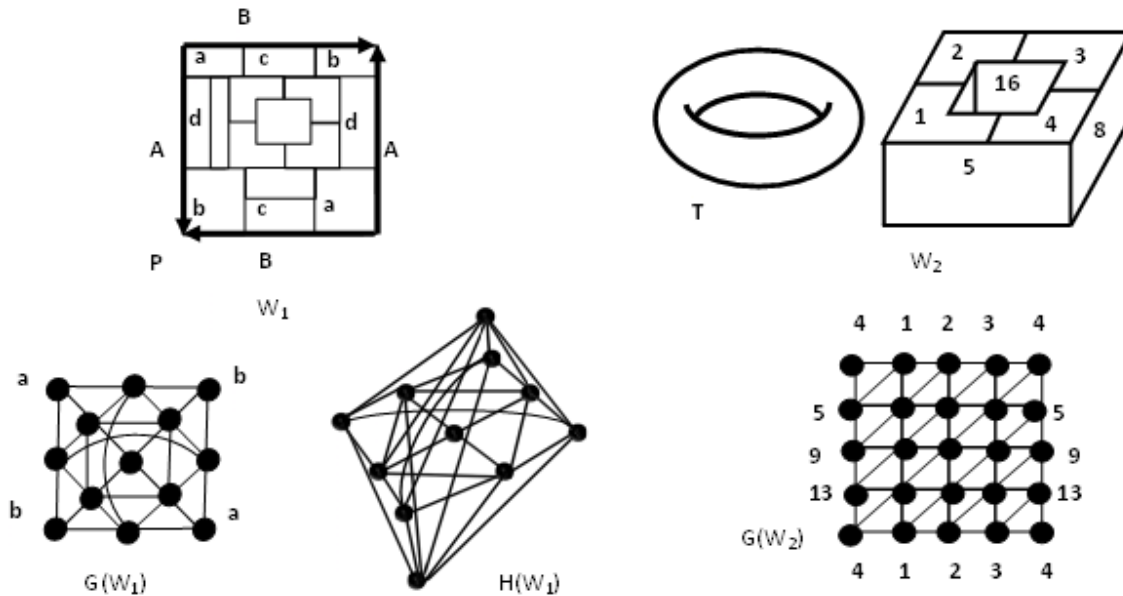 B
a c b
d d
A A
b c a
P B
W₁
2 3
16
1 4 8
5
T
W₂
a b
b a
G(W₁)
H(W₁)
4 1 2 3 4
5 5
9 9
13 13
G(W₂)
4 1 2 3 4